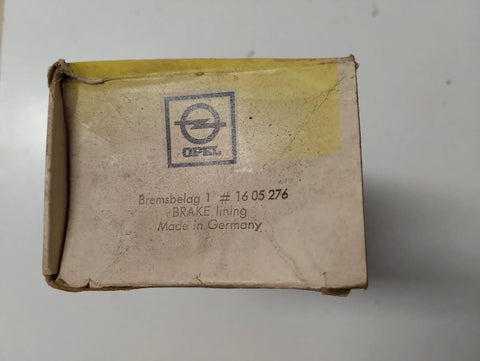 OPEL
Bremsbelag 1 # 16 05 276
BRAKE lining
Made in Germany